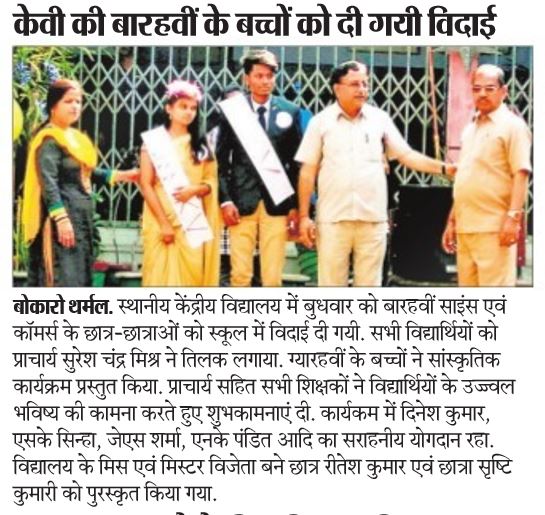 केवी की बारहवीं के बच्चों को दी गयी विदाई
बोकारो थर्मल. स्थानीय केंद्रीय विद्यालय में बुधवार को बारहवीं साइंस एवं
कॉमर्स के छात्र-छात्राओं को स्कूल में विदाई दी गयी. सभी विद्यार्थियों को
प्राचार्य सुरेश चंद्र मिश्र ने तिलक लगाया. ग्यारहवीं के बच्चों ने सांस्कृतिक
कार्यक्रम प्रस्तुत किया. प्राचार्य सहित सभी शिक्षकों ने विद्यार्थियों के उज्ज्वल
भविष्य की कामना करते हुए शुभकामनाएं दी. कार्यकम में दिनेश कुमार,
एसके सिन्हा, जेएस शर्मा, एनके पंडित आदि का सराहनीय योगदान रहा.
विद्यालय के मिस एवं मिस्टर विजेता बने छात्र रीतेश कुमार एवं छात्रा सृष्टि
कुमारी को पुरस्कृत किया गया.